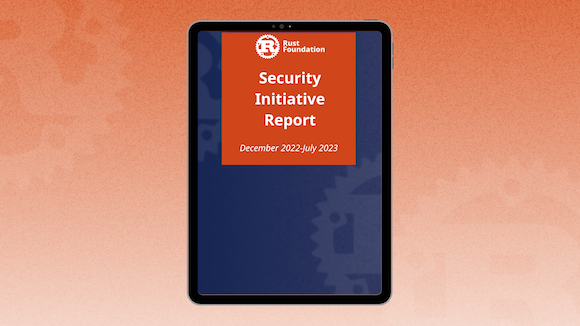 Rust
Foundation
Security
Initiative
Report
December 2022-July 2023